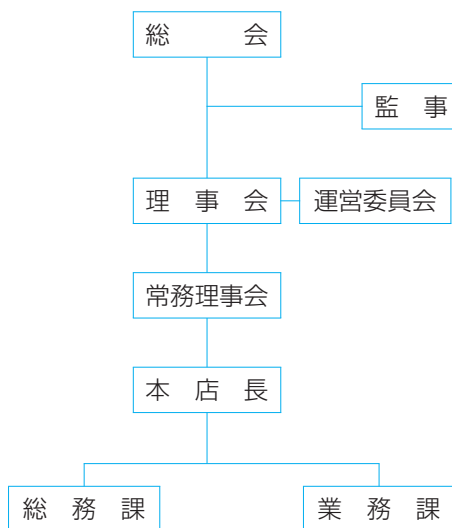 総会
監事
理事会
運営委員会
常務理事会
本店長
総務課
業務課